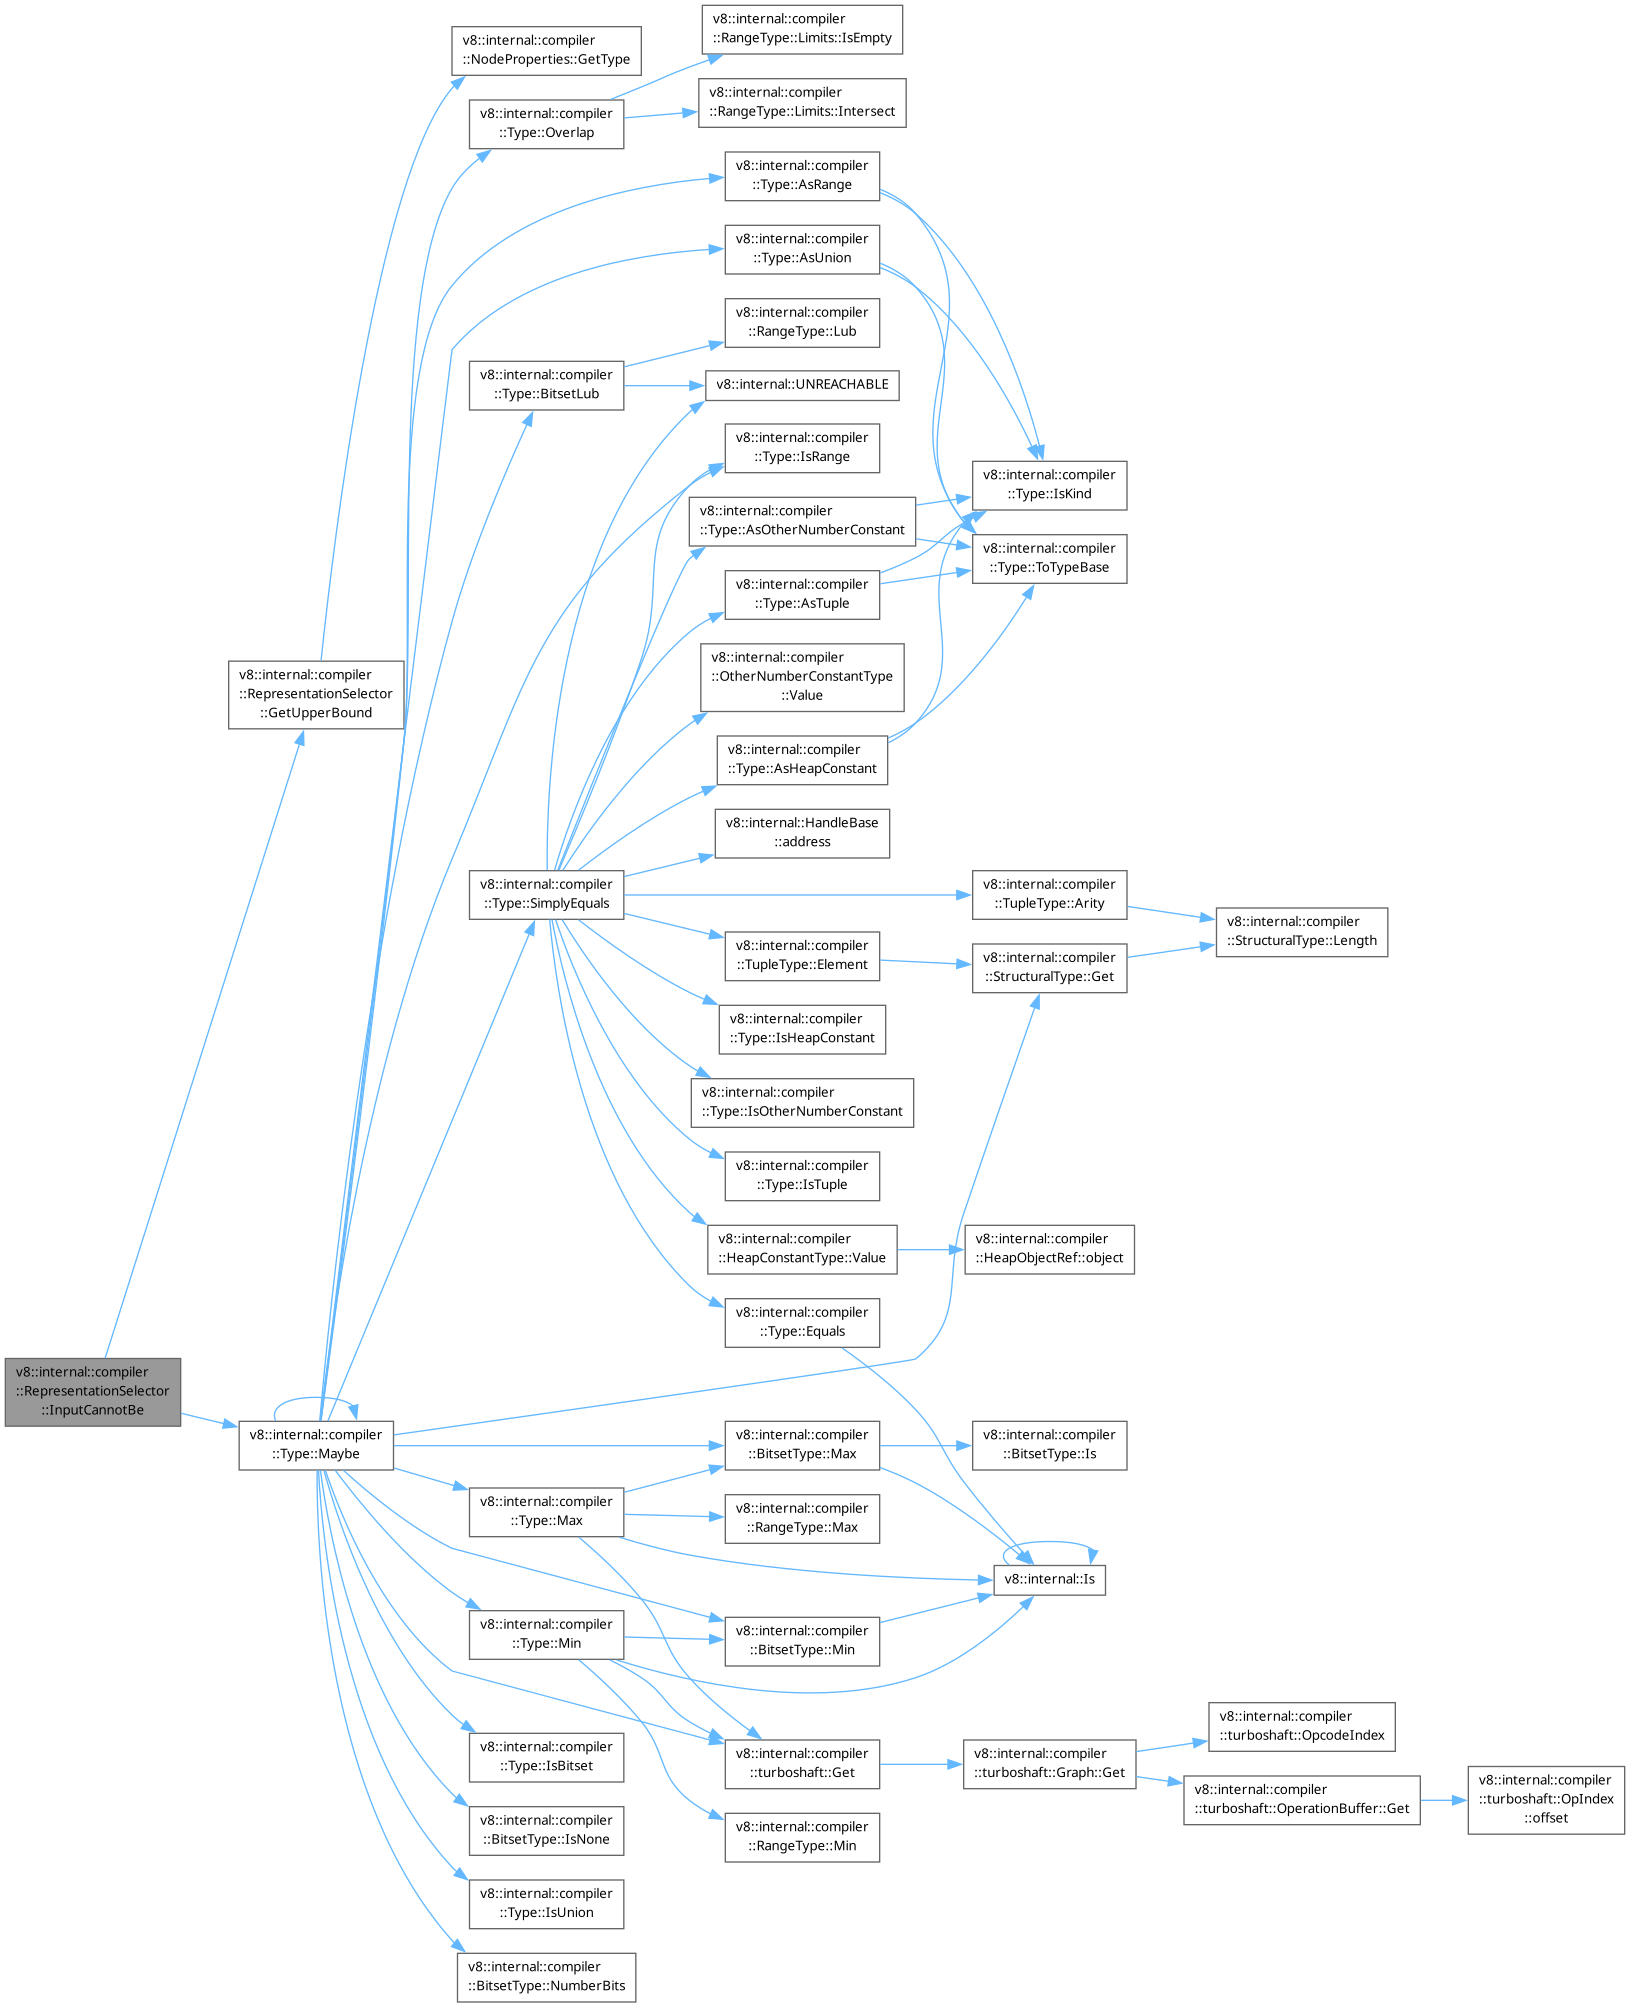 v8::internal::compiler
::RangeType::Limits::IsEmpty
v8::internal::compiler
::NodeProperties::GetType
v8::internal::compiler
::RangeType::Limits::Intersect
v8::internal::compiler
::Type::Overlap
v8::internal::compiler
::Type::AsRange
v8::internal::compiler
::Type::AsUnion
v8::internal::compiler
::RangeType::Lub
v8::internal::compiler
::Type::BitsetLub
v8::internal::UNREACHABLE
v8::internal::compiler
::Type::IsRange
v8::internal::compiler
::Type::IsKind
v8::internal::compiler
::Type::AsOtherNumberConstant
v8::internal::compiler
::Type::ToTypeBase
v8::internal::compiler
::Type::AsTuple
v8::internal::compiler
::OtherNumberConstantType
::Value
v8::internal::compiler
::RepresentationSelector
::GetUpperBound
v8::internal::compiler
::Type::AsHeapConstant
v8::internal::HandleBase
::address
v8::internal::compiler
::Type::SimplyEquals
v8::internal::compiler
::TupleType::Arity
v8::internal::compiler
::StructuralType::Length
v8::internal::compiler
::TupleType::Element
v8::internal::compiler
::StructuralType::Get
v8::internal::compiler
::Type::IsHeapConstant
v8::internal::compiler
::Type::IsOtherNumberConstant
v8::internal::compiler
::Type::IsTuple
v8::internal::compiler
::HeapConstantType::Value
v8::internal::compiler
::HeapObjectRef::object
v8::internal::compiler
::Type::Equals
v8::internal::compiler
::RepresentationSelector
::InputCannotBe
v8::internal::compiler
::Type::Maybe
v8::internal::compiler
::BitsetType::Max
v8::internal::compiler
::BitsetType::Is
v8::internal::compiler
::Type::Max
v8::internal::compiler
::RangeType::Max
v8::internal::Is
v8::internal::compiler
::Type::Min
v8::internal::compiler
::BitsetType::Min
v8::internal::compiler
::turboshaft::OpcodeIndex
v8::internal::compiler
::Type::IsBitset
v8::internal::compiler
::turboshaft::Get
v8::internal::compiler
::turboshaft::Graph::Get
v8::internal::compiler
::turboshaft::OperationBuffer::Get
v8::internal::compiler
::turboshaft::OpIndex
::offset
v8::internal::compiler
::BitsetType::IsNone
v8::internal::compiler
::RangeType::Min
v8::internal::compiler
::Type::IsUnion
v8::internal::compiler
::BitsetType::NumberBits